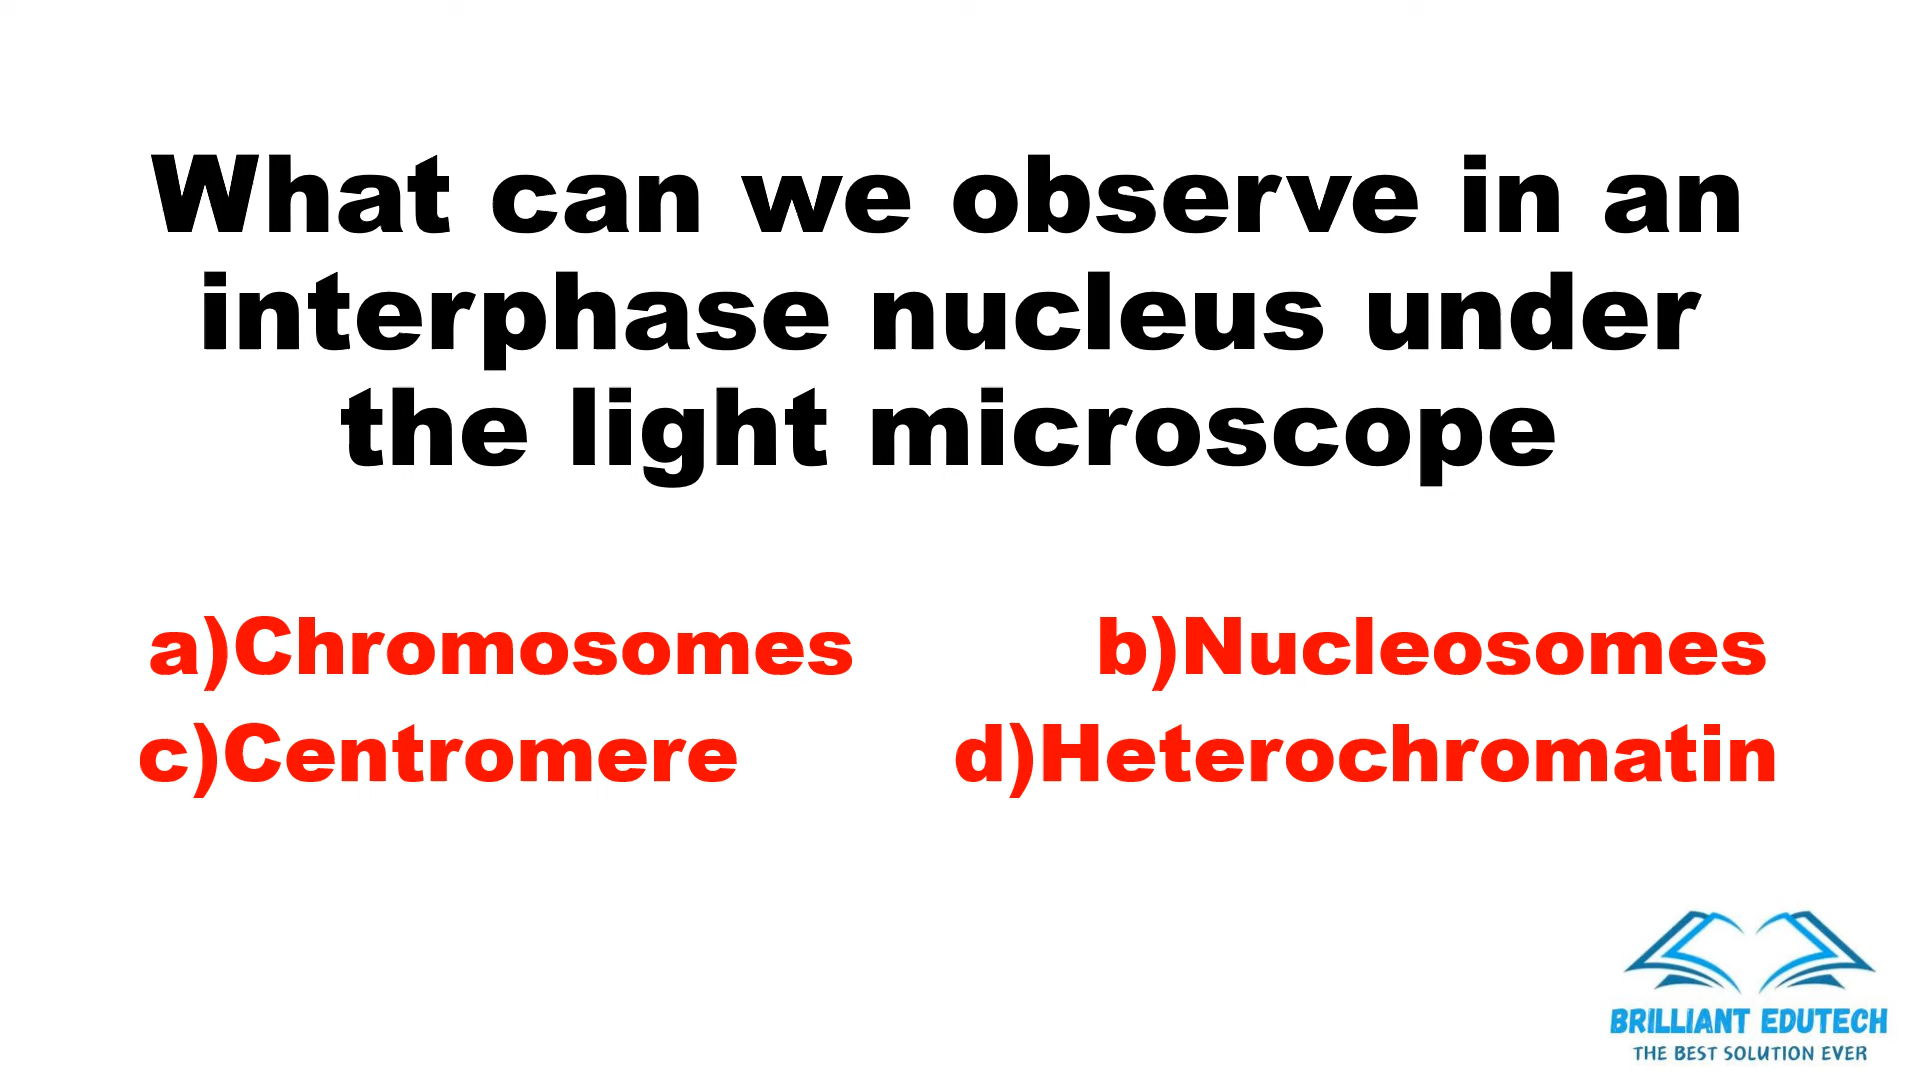 What can we observe in an
interphase nucleus under
the light microscope
a)Chromosomes b)Nucleosomes
c)Centromere d)Heterochromatin
BRILLIANT EDUTECH
THE BEST SOLUTION EVER